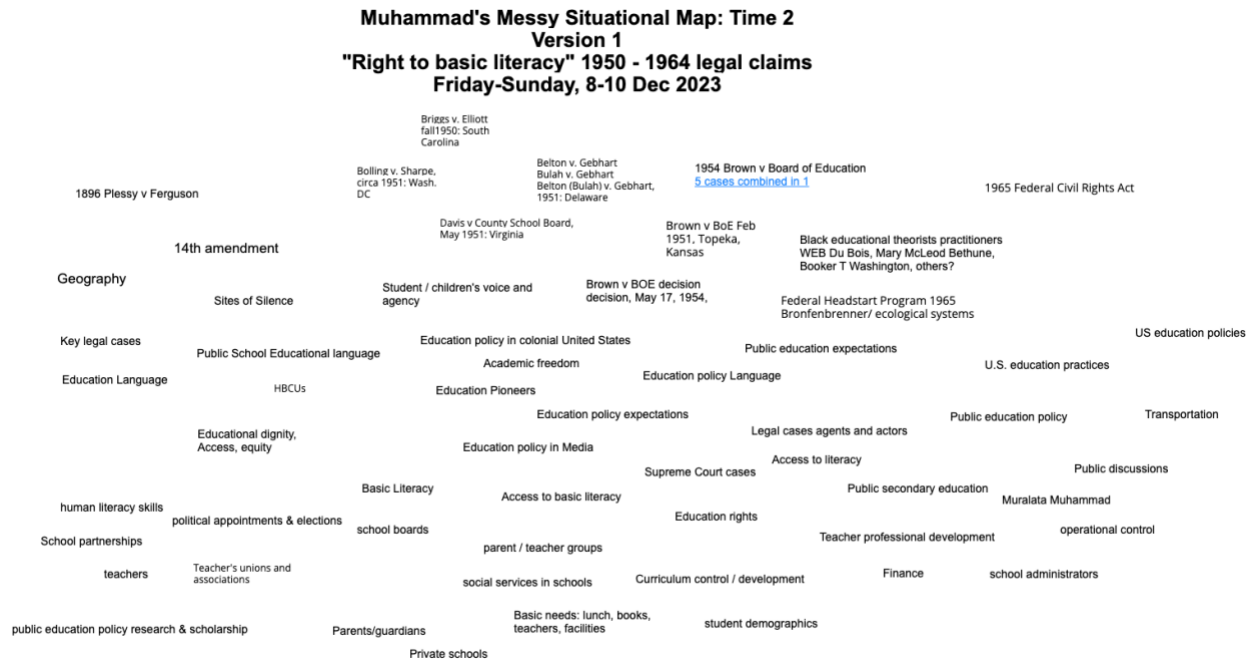 Muhammad's Messy Situational Map: Time 2
Version 1
"Right to basic literacy" 1950 - 1964 legal claims
Friday-Sunday, 8-10 Dec 2023
Briggs v. Elliott
fall1950: South
Carolina
Bolling v. Sharpe,
circa 1951: Wash.
DC
Belton v. Gebhart
Bulah v. Gebhart
Belton (Bulah) v. Gebhart,
1951: Delaware
1954 Brown v Board of Education
5 cases combined in 1
1896 Plessy v Ferguson
1965 Federal Civil Rights Act
Davis v County School Board,
May 1951: Virginia
Brown v BoE Feb
1951, Topeka,
Kansas
14th amendment
Black educational theorists practitioners
WEB Du Bois, Mary McLeod Bethune,
Booker T Washington, others?
Geography
Sites of Silence
Student / children's voice and
agency
Brown v BOE decision
decision, May 17, 1954,
Federal Headstart Program 1965
Bronfenbrenner/ ecological systems
Key legal cases
Public School Educational language
Education policy in colonial United States
Public education expectations
US education policies
Academic freedom
U.S. education practices
Education Language
HBCUs
Education Pioneers
Education policy Language
Education policy expectations
Public education policy
Transportation
Educational dignity,
Access, equity
Education policy in Media
Legal cases agents and actors
Access to literacy
Supreme Court cases
Public discussions
Basic Literacy
Access to basic literacy
Public secondary education
Muralata Muhammad
human literacy skills
political appointments & elections
school boards
Education rights
operational control
School partnerships
parent / teacher groups
Teacher professional development
teachers
Teacher's unions and
associations
social services in schools
Curriculum control / development
Finance
school administrators
public education policy research & scholarship
Parents/guardians
Basic needs: lunch, books,
teachers, facilities
student demographics
Private schools